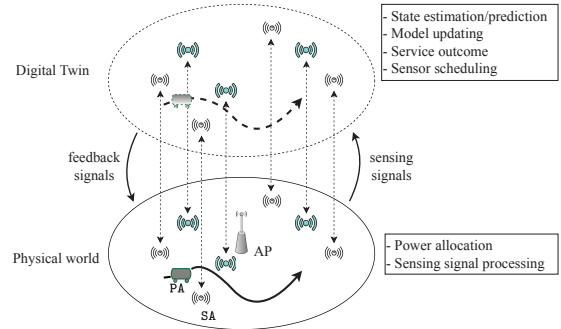 - State estimation/prediction
- Model updating
- Service outcome
- Sensor scheduling
Digital Twin
feedback
signals
sensing
signals
Physical world
AP
PA
SA
- Power allocation
- Sensing signal processing